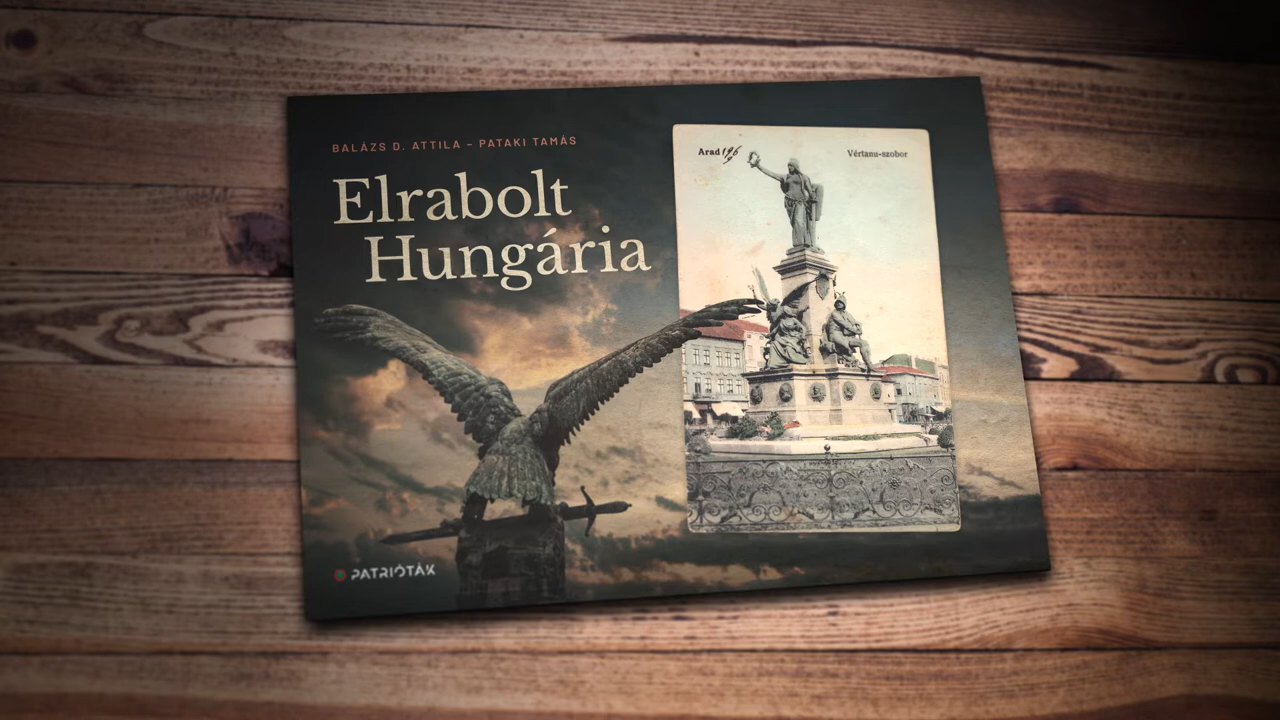 BALÁZS D. ATTILA – PATAKI TAMÁS
Elrabolt
Hungária
PATRIÓTÁK
Arad
Vértanu-szobor